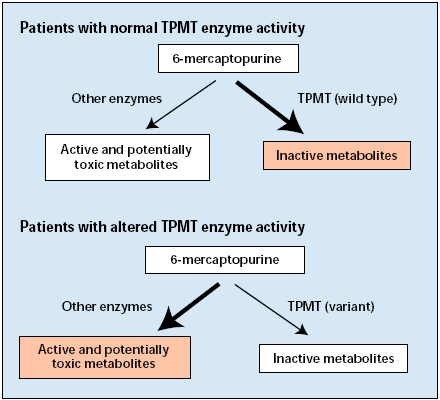 Patients with normal TPMT enzyme activity
6-mercaptopurine
Other enzymes
TPMT (wild type)
Active and potentially
toxic metabolites
Inactive metabolites
Patients with altered TPMT enzyme activity
6-mercaptopurine
Other enzymes
TPMT (variant)
Active and potentially
toxic metabolites
Inactive metabolites